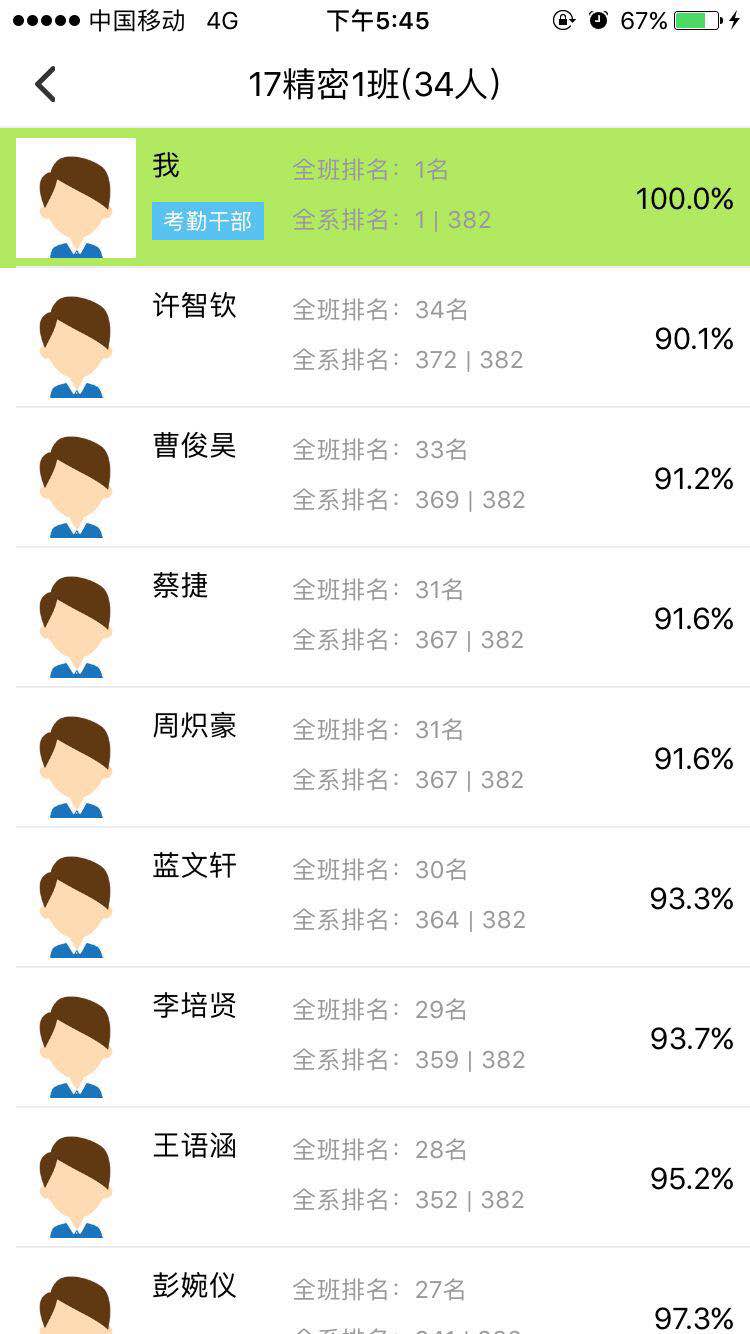 中国移动 4G 下午5:45 67%
17精密1班(34人)
我
全班排名：1名
考勤干部
全系排名：1 | 382
100.0%
许智钦
全班排名：34名
全系排名：372 | 382
90.1%
曹俊昊
全班排名：33名
全系排名：369 | 382
91.2%
蔡捷
全班排名：31名
全系排名：367 | 382
91.6%
周炽豪
全班排名：31名
全系排名：367 | 382
91.6%
蓝文轩
全班排名：30名
全系排名：364 | 382
93.3%
李培贤
全班排名：29名
全系排名：359 | 382
93.7%
王语涵
全班排名：28名
全系排名：352 | 382
95.2%
彭婉仪
全班排名：27名
97.3%